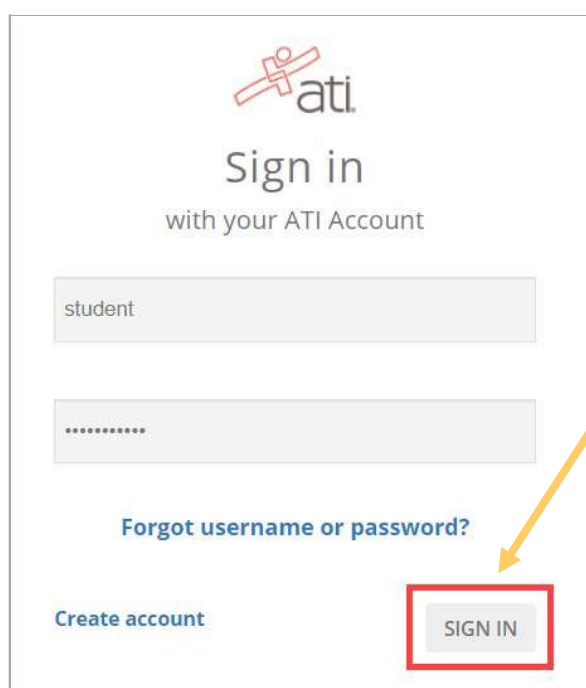 ati
Sign in
with your ATI Account
student
•••••••••••
Forgot username or password?
Create account
SIGN IN